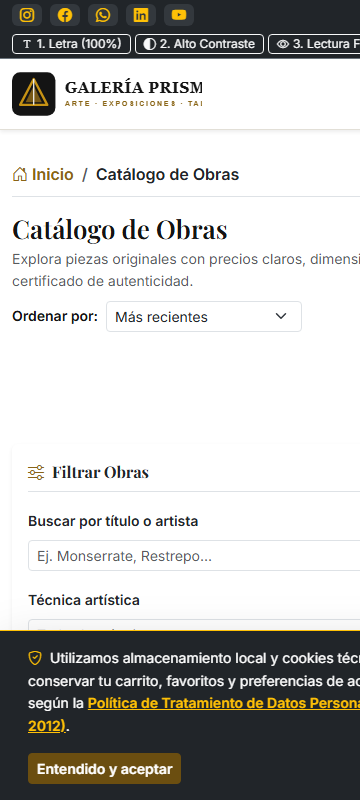 T 1. Letra (100%) 2. Alto Contraste 3. Lectura F
GALERÍA PRISM
ARTE · EXPOSICIONES · TAL
Inicio / Catálogo de Obras
Catálogo de Obras
Explora piezas originales con precios claros, dimensi
certificado de autenticidad.
Ordenar por: Más recientes
Filtrar Obras
Buscar por título o artista
Ej. Monserrate, Restrepo...
Técnica artística
Utilizamos almacenamiento local y cookies técn
conservar tu carrito, favoritos y preferencias de ac
según la Política de Tratamiento de Datos Persona
2012).
Entendido y aceptar